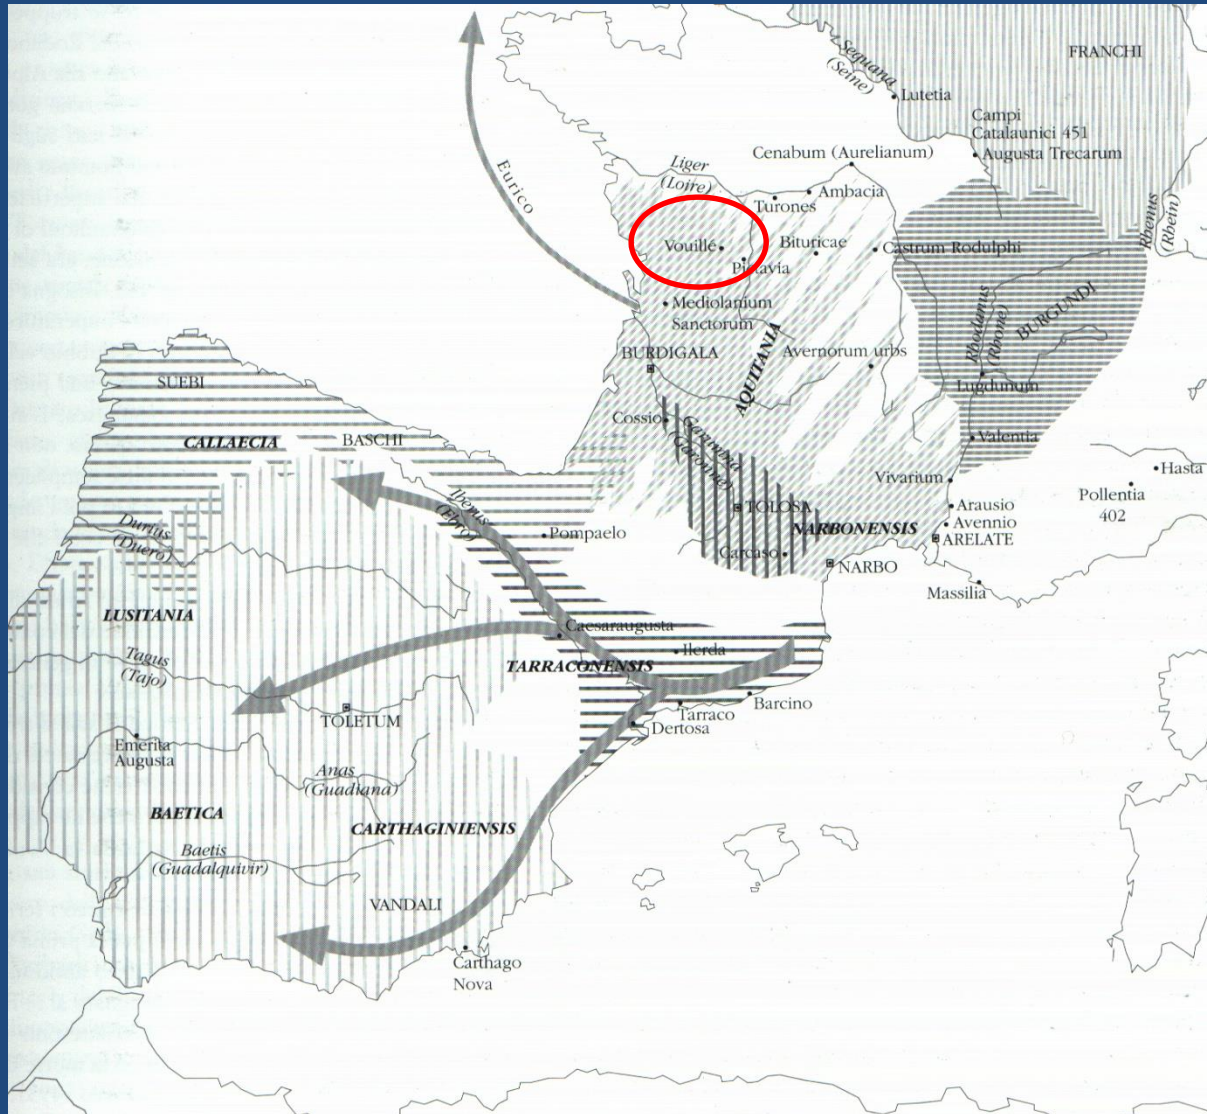 FRANCHI
Sequana
(Seine)
Lutetia
Campi
Catalaunici 451
Augusta Trecarum
Cenabum (Aurelianum)
Liger
(Loire)
Ambacia
Turones
Eurico
Rhenus
(Rhein)
Vouillé
Bituricae
Castrum Rodulphi
Pictavia
Mediolanium
Sanctorum
BURGUNDI
Rhodanus
(Rhone)
BURDIGALA
AQUITANIA
Avernorum urbs
Lugdunum
SUEBI
Cossio
Garumna
(Garonne)
CALLAECIA
BASCHI
Valentia
Vivarium
Hasta
Pollentia
402
Iberus
(Ebro)
TOLOSA
Arausio
Durius
(Duero)
Pompaelo
NARBONENSIS
Avennio
ARELATE
Carcaso
NARBO
Massilia
LUSITANIA
Caesaraugusta
Ilerda
TARRACONENSIS
Tagus
(Tajo)
Barcino
Tarraco
TOLETUM
Dertosa
Emerita
Augusta
Anas
(Guadiana)
BAETICA
CARTHAGINIENSIS
Baetis
(Guadalquivir)
VANDALI
Carthago
Nova